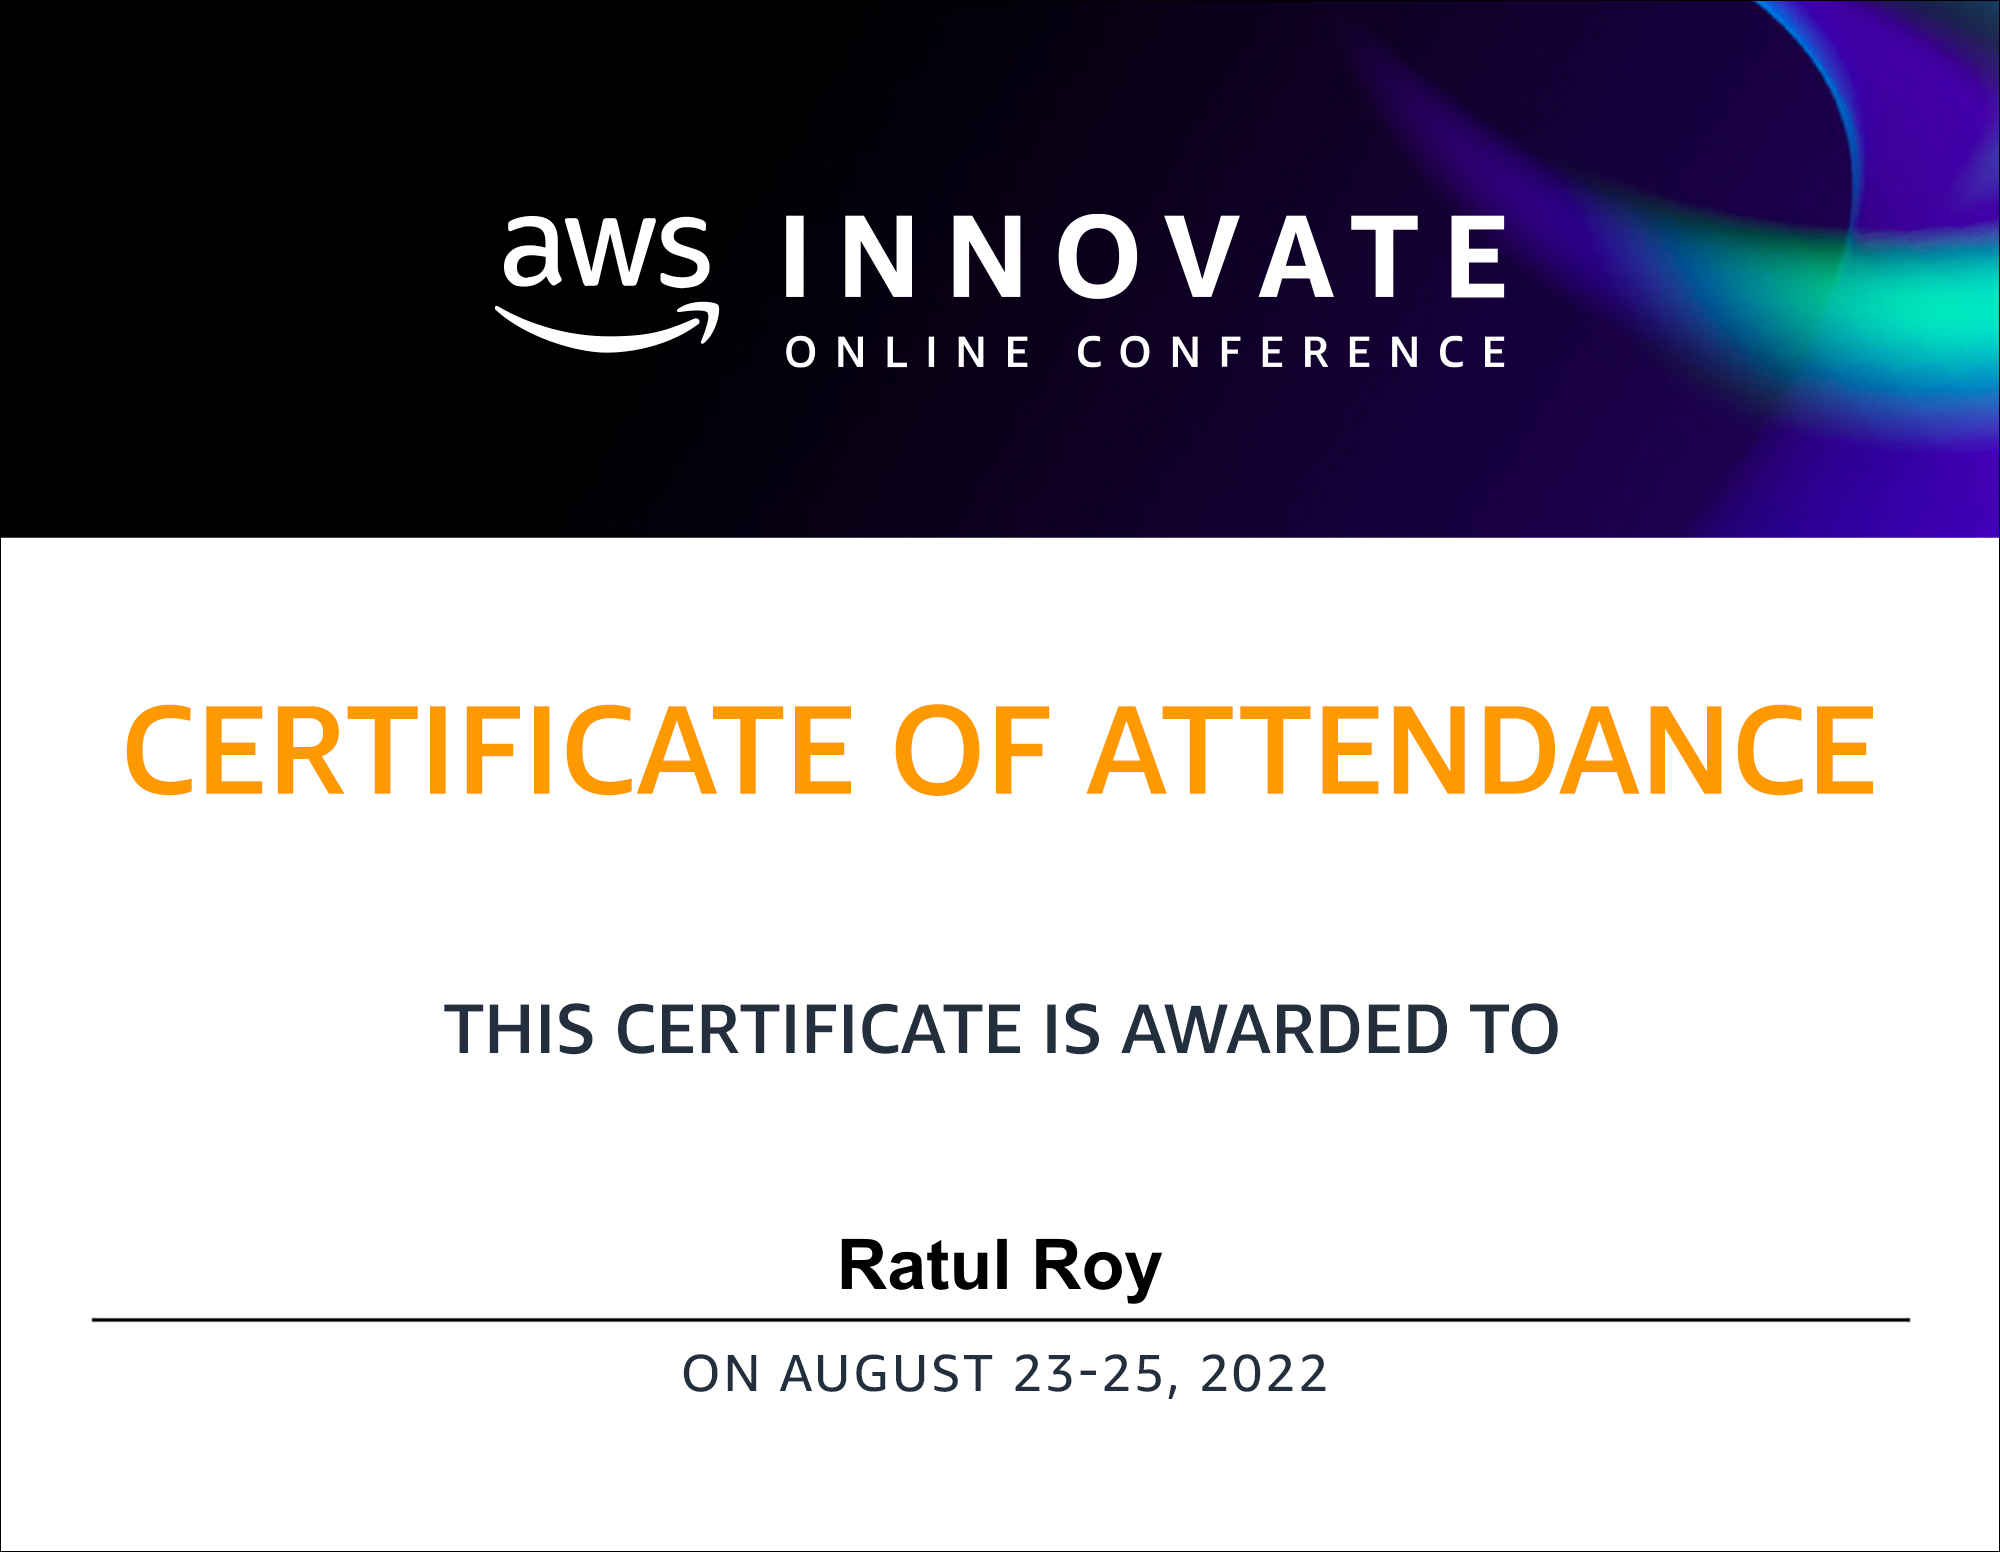 aws INNOVATE
ONLINE CONFERENCE
CERTIFICATE OF ATTENDANCE
THIS CERTIFICATE IS AWARDED TO
Ratul Roy
ON AUGUST 23-25, 2022